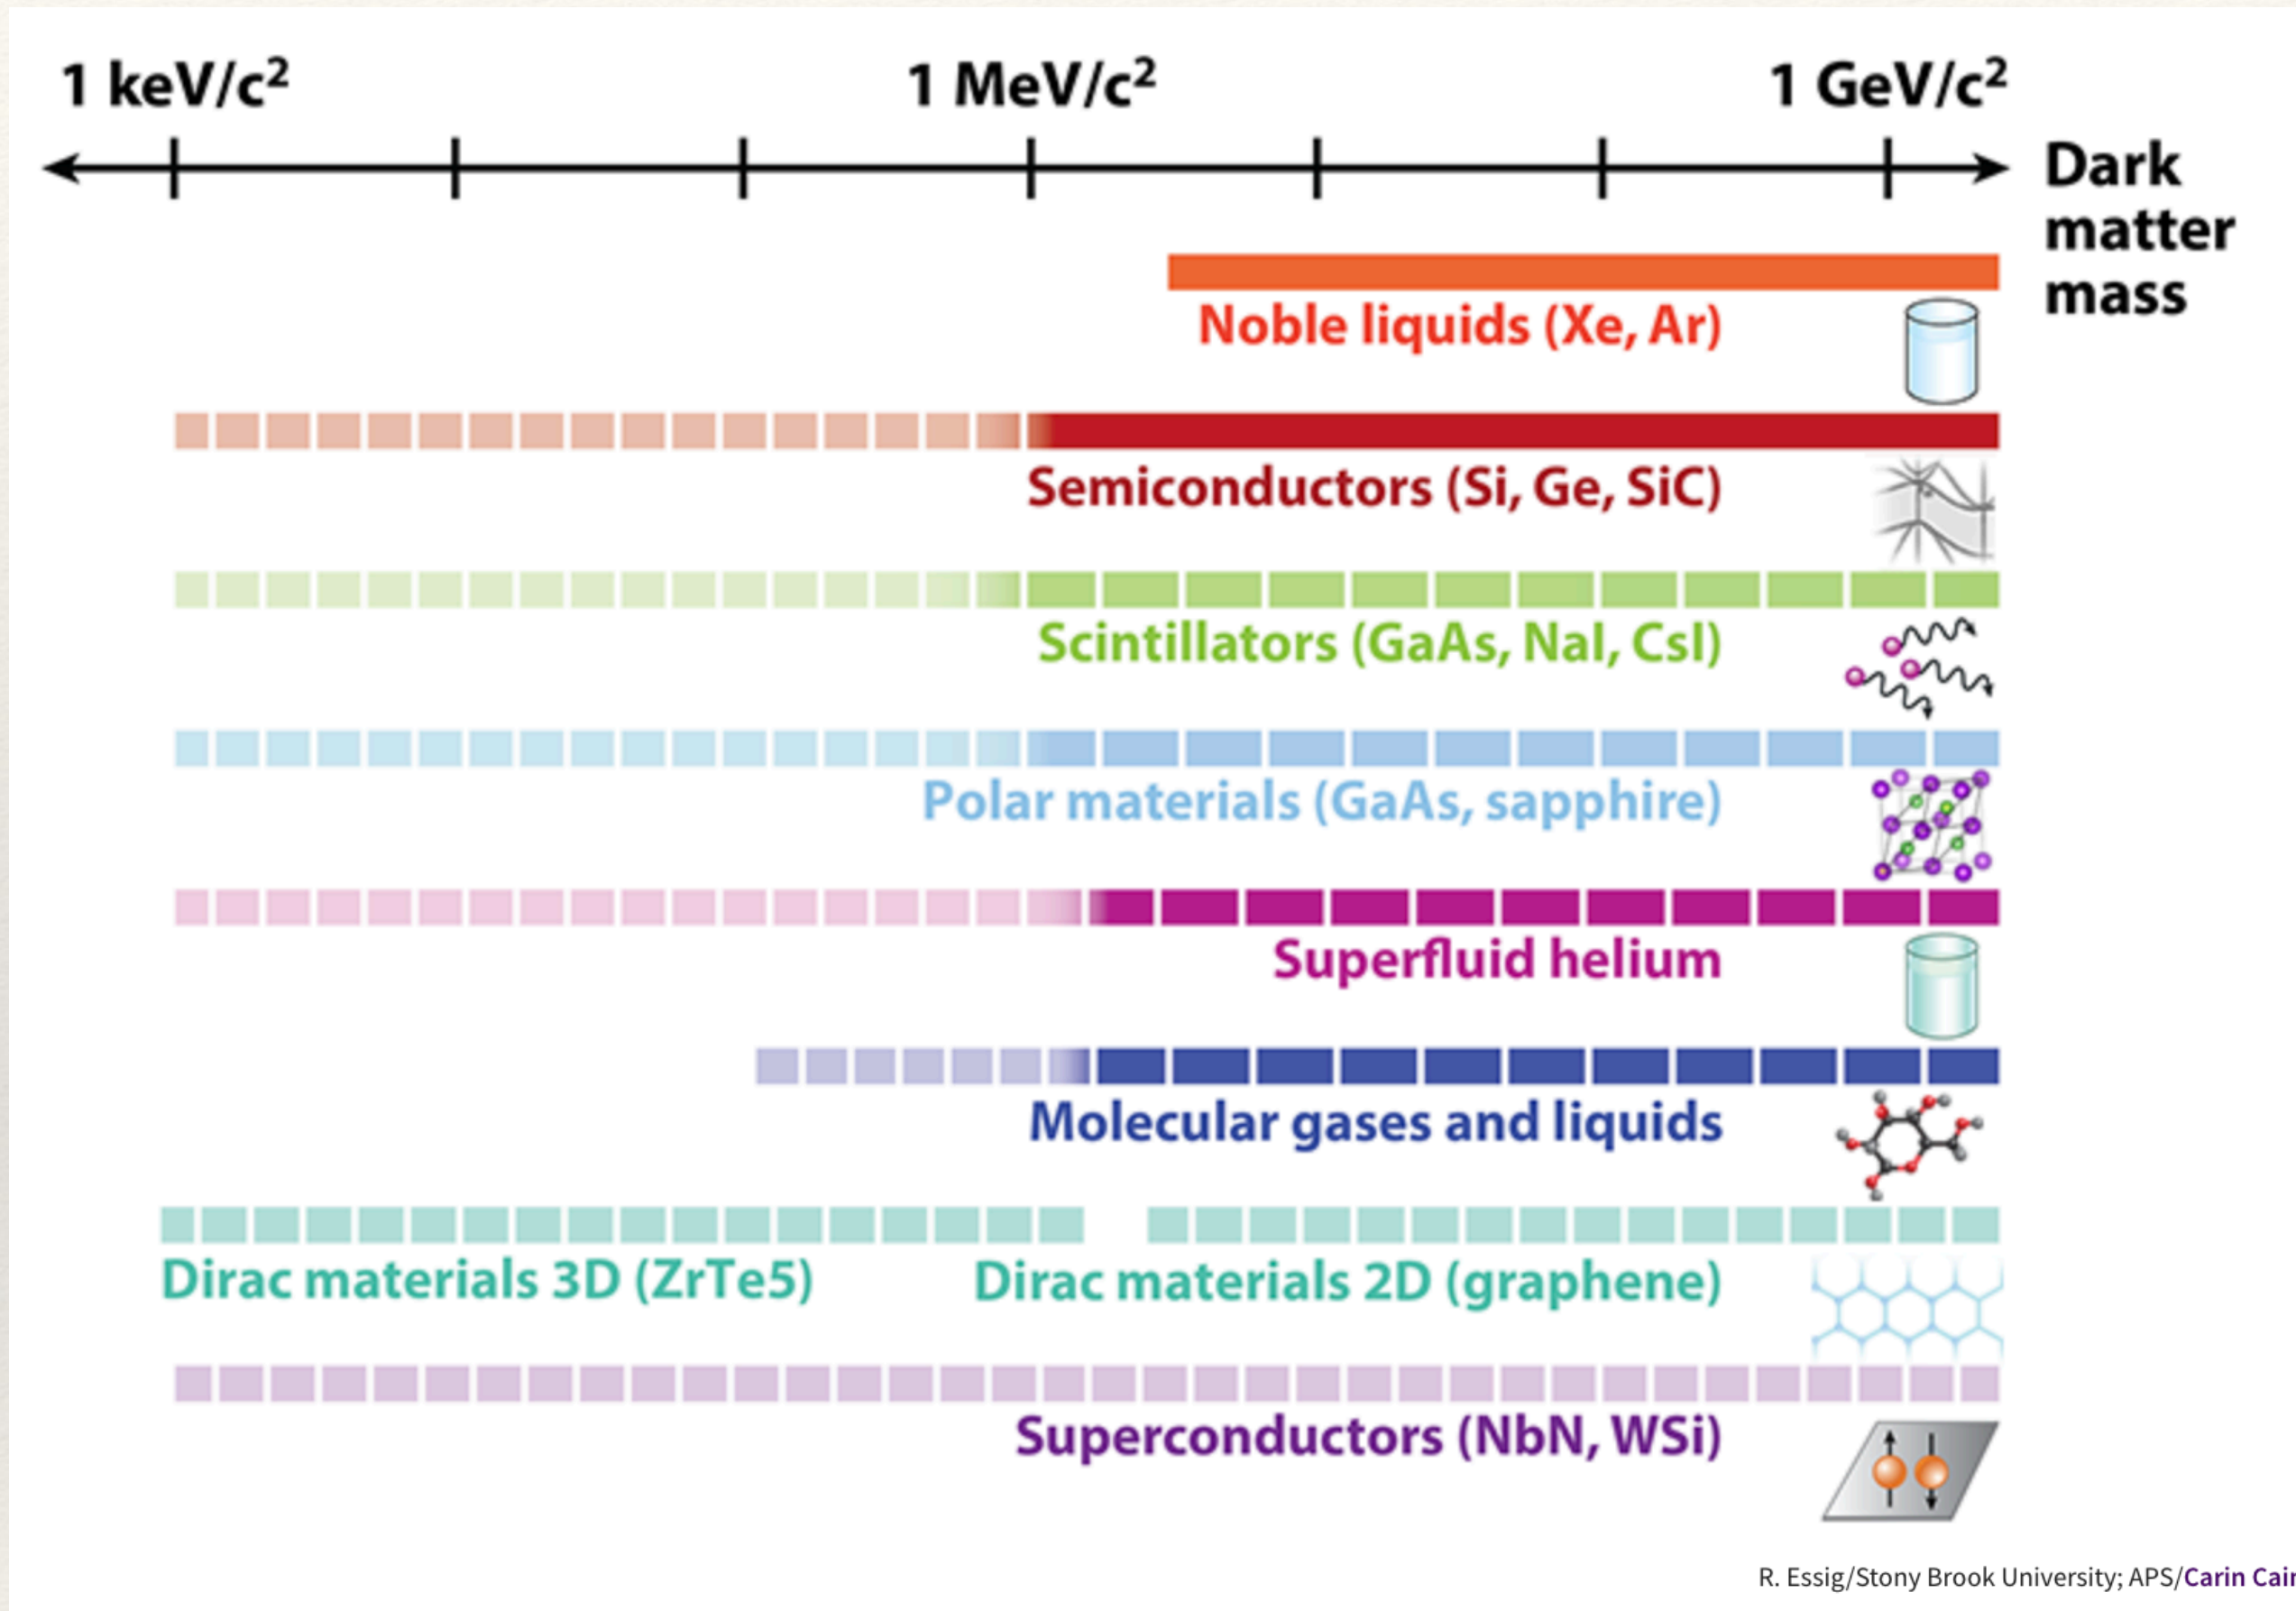 1 keV/c²
1 MeV/c²
1 GeV/c²
Dark
matter
mass
Noble liquids (Xe, Ar)
Semiconductors (Si, Ge, SiC)
Scintillators (GaAs, NaI, CsI)
Polar materials (GaAs, sapphire)
Superfluid helium
Molecular gases and liquids
Dirac materials 3D (ZrTe5)
Dirac materials 2D (graphene)
Superconductors (NbN, WSi)
R. Essig/Stony Brook University; APS/Carin Cain